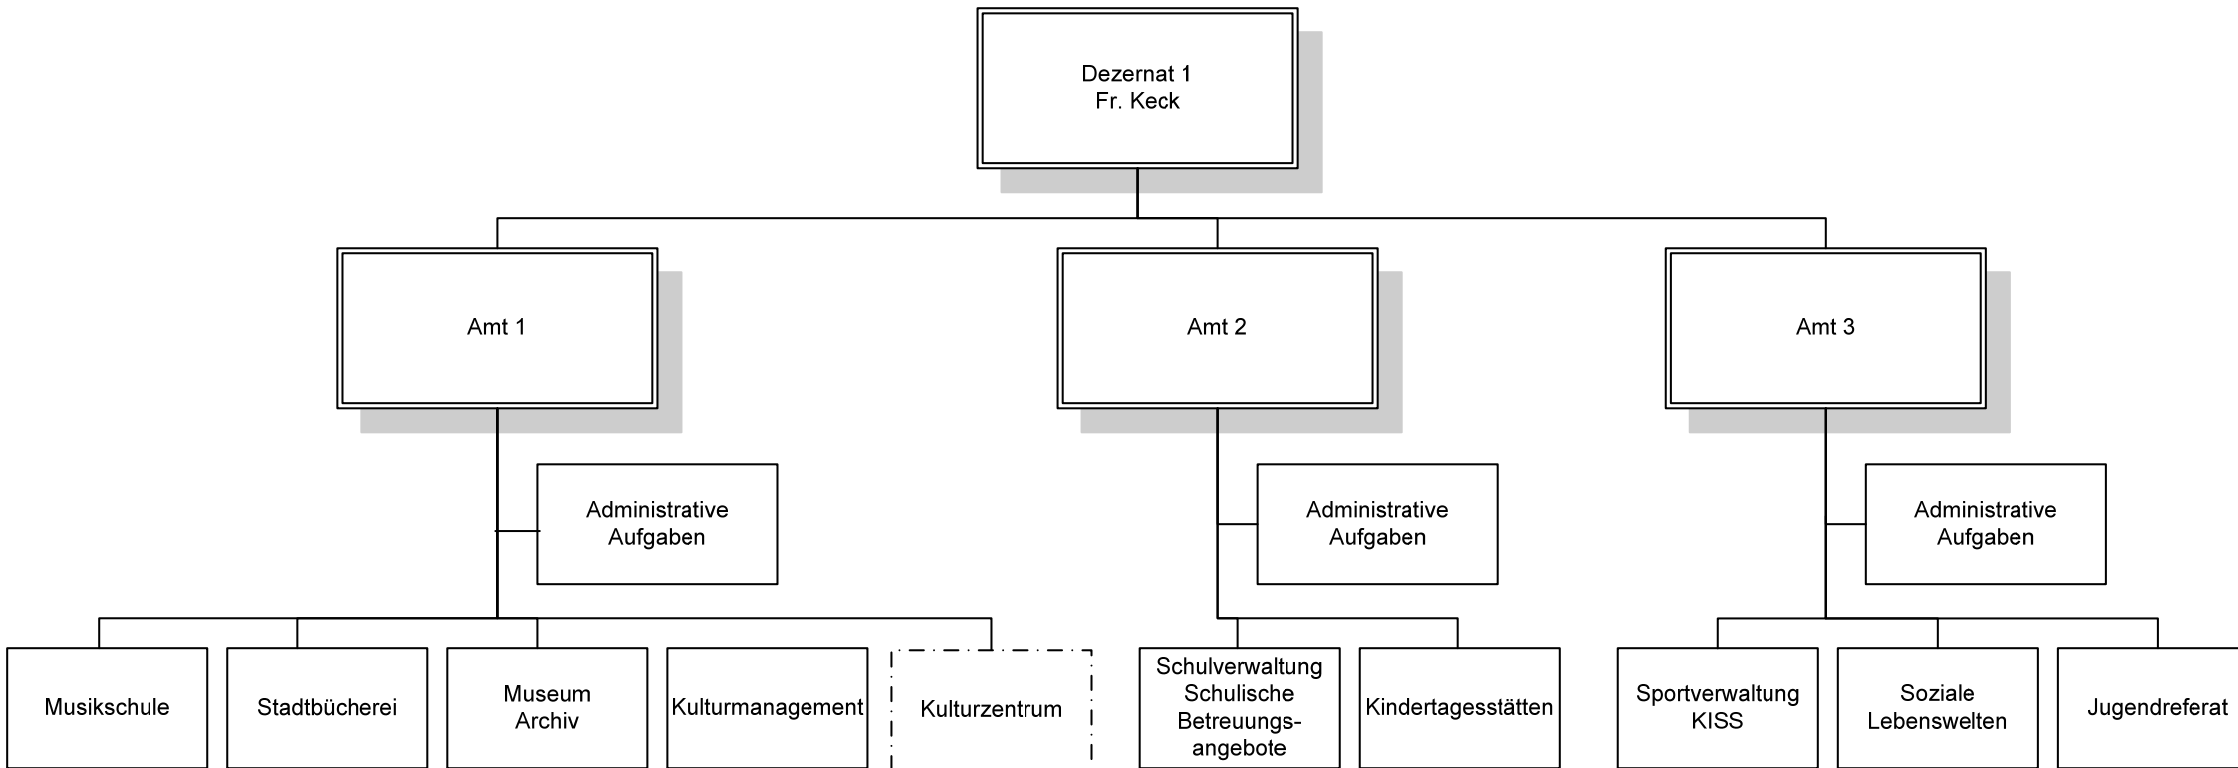 Dezernat 1
Fr. Keck
Amt 1
Amt 2
Amt 3
Administrative
Aufgaben
Administrative
Aufgaben
Administrative
Aufgaben
Musikschule
Stadtbücherei
Museum
Archiv
Kulturmanagement
Kulturzentrum
Schulverwaltung
Schulische
Betreuungs-
angebote
Kindertagesstätten
Sportverwaltung
KISS
Soziale
Lebenswelten
Jugendreferat